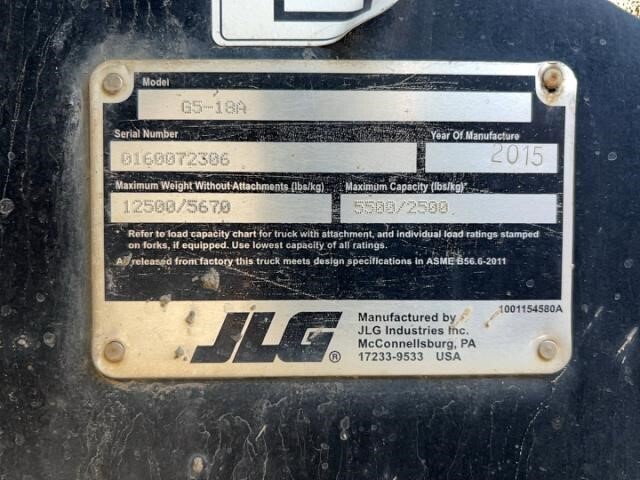 Model
G5-18A
Serial Number
Year Of Manufacture
0160072306
2015
Maximum Weight Without Attachments (lbs/kg)
Maximum Capacity (lbs/kg)*
12500/5670
5500/2500
Refer to load capacity chart for truck with attachment, and individual load ratings stamped
on forks, if equipped. Use lowest capacity of all ratings.
As released from factory this truck meets design specifications in ASME B56.6-2011
JLG®
Manufactured by
JLG Industries Inc.
McConnellsburg, PA
17233-9533 USA
1001154580A